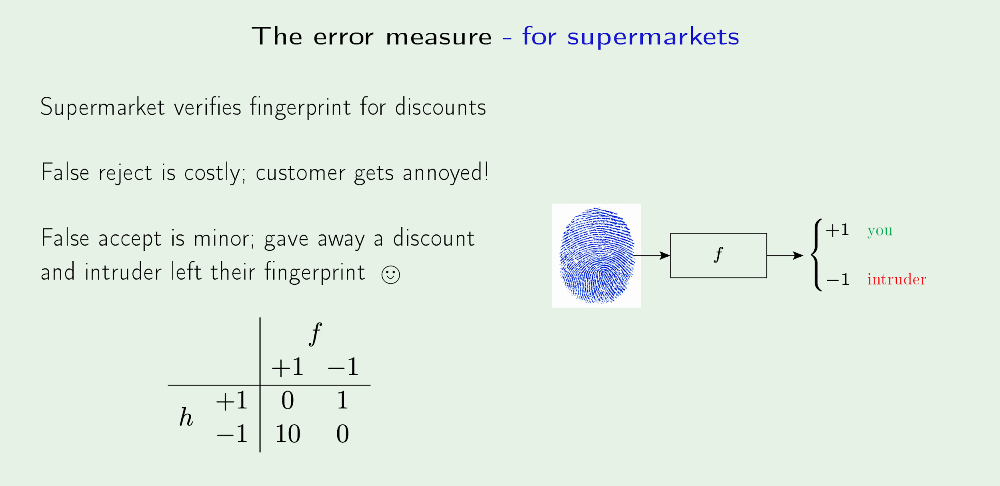 The error measure – for supermarkets
Supermarket verifies fingerprint for discounts
False reject is costly; customer gets annoyed!
False accept is minor; gave away a discount
and intruder left their fingerprint ☺
f
+1 you
−1 intruder
f
+1 −1
+1 0 1
h
−1 10 0